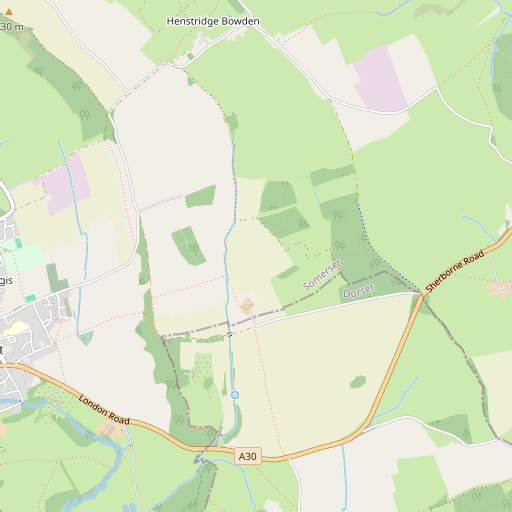 Henstridge Bowden
30 m
Sherborne Road
Somerset
Dorset
gis
t
London Road
A30